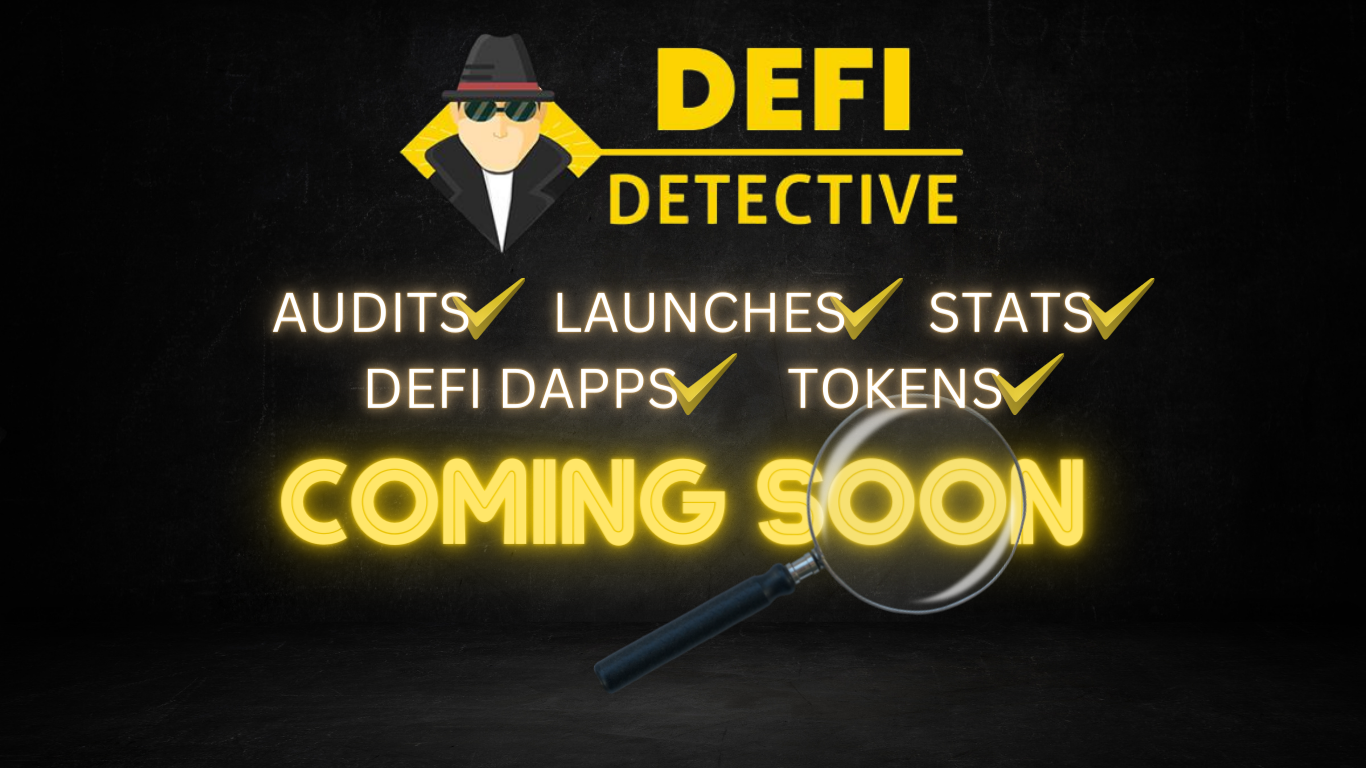 DEFI
DETECTIVE
AUDITS LAUNCHES STATS
DEFI DAPPS TOKENS
COMING SOON